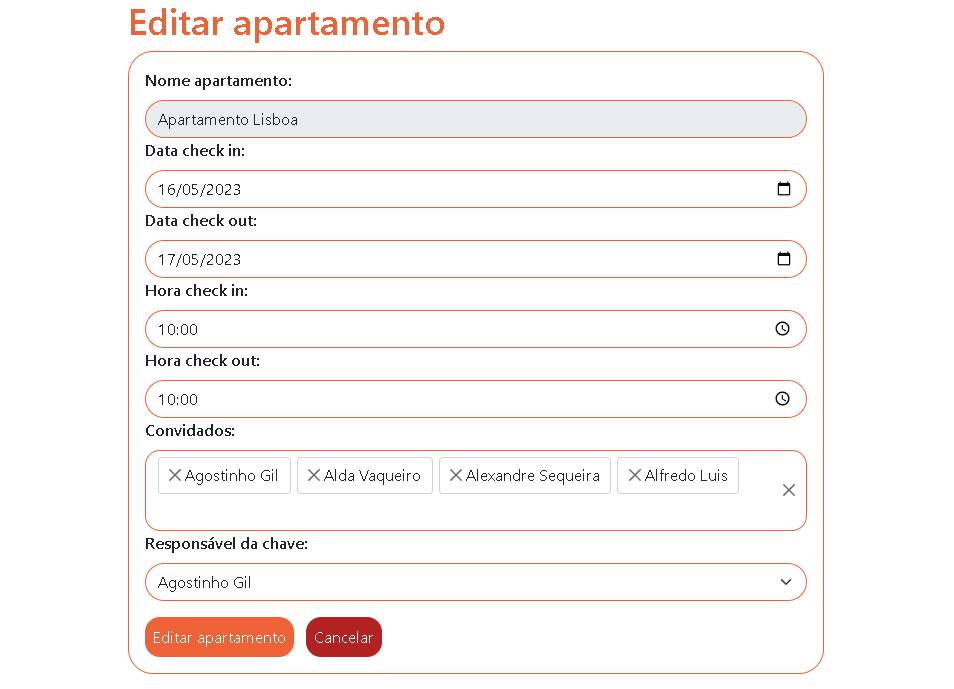 Editar apartamento
Nome apartamento:
Apartamento Lisboa
Data check in:
16/05/2023
Data check out:
17/05/2023
Hora check in:
10:00
Hora check out:
10:00
Convidados:
Agostinho Gil Alda Vaqueiro Alexandre Sequeira Alfredo Luis
Responsável da chave:
Agostinho Gil
Editar apartamento Cancelar